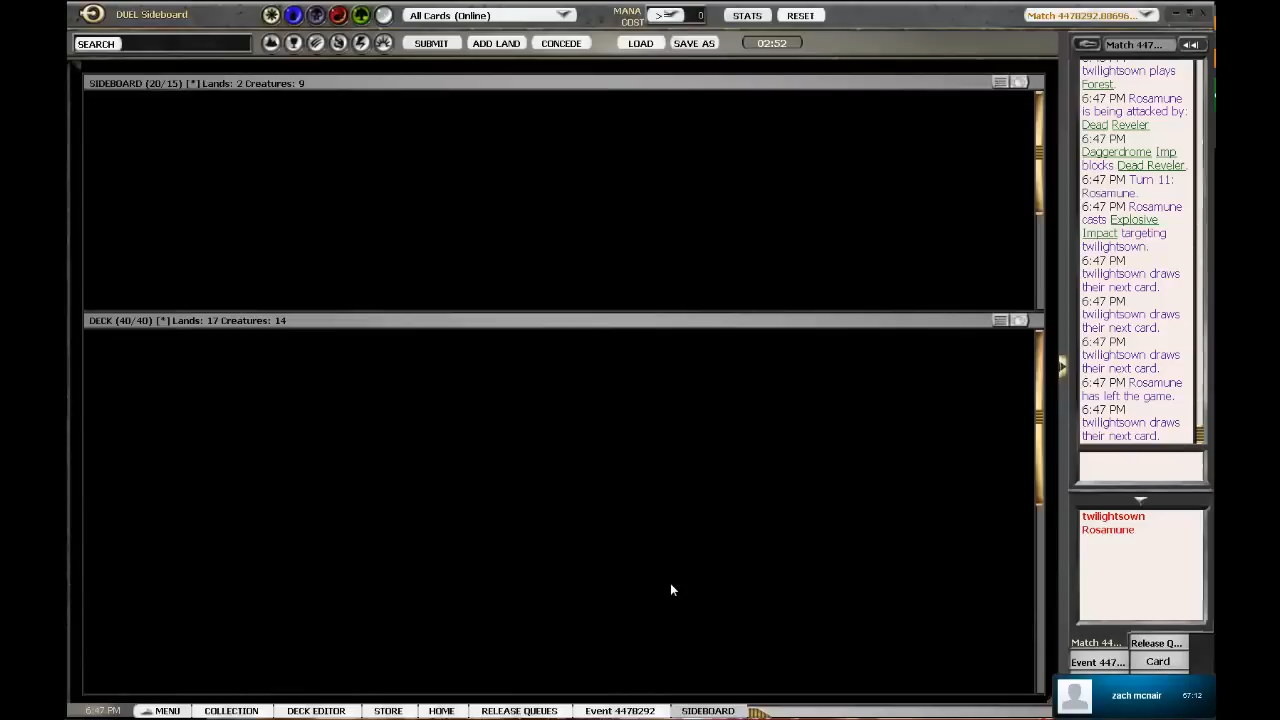 DUEL Sideboard
All Cards (Online)
MANA
COST
>=
0
STATS
RESET
Match 4478292.80696...
SEARCH
SUBMIT
ADD LAND
CONCEDE
LOAD
SAVE AS
02:52
Match 447...
SIDEBOARD (20/15) [*] Lands: 2 Creatures: 9
DECK (40/40) [*] Lands: 17 Creatures: 14
twilightsown plays
Forest.
6:47 PM Rosamune
is being attacked by:
Dead Reveler
6:47 PM
Daggerdrome Imp
blocks Dead Reveler.
6:47 PM Turn 11:
Rosamune.
6:47 PM Rosamune
casts Explosive
Impact targeting
twilightsown.
6:47 PM
twilightsown draws
their next card.
6:47 PM
twilightsown draws
their next card.
6:47 PM
twilightsown draws
their next card.
6:47 PM Rosamune
has left the game.
6:47 PM
twilightsown draws
their next card.
twilightsown
Rosamune
Match 44...
Release Q...
Event 447...
Card
zach mcnair
57:12
6:47 PM
MENU
COLLECTION
DECK EDITOR
STORE
HOME
RELEASE QUEUES
Event 4478292
SIDEBOARD